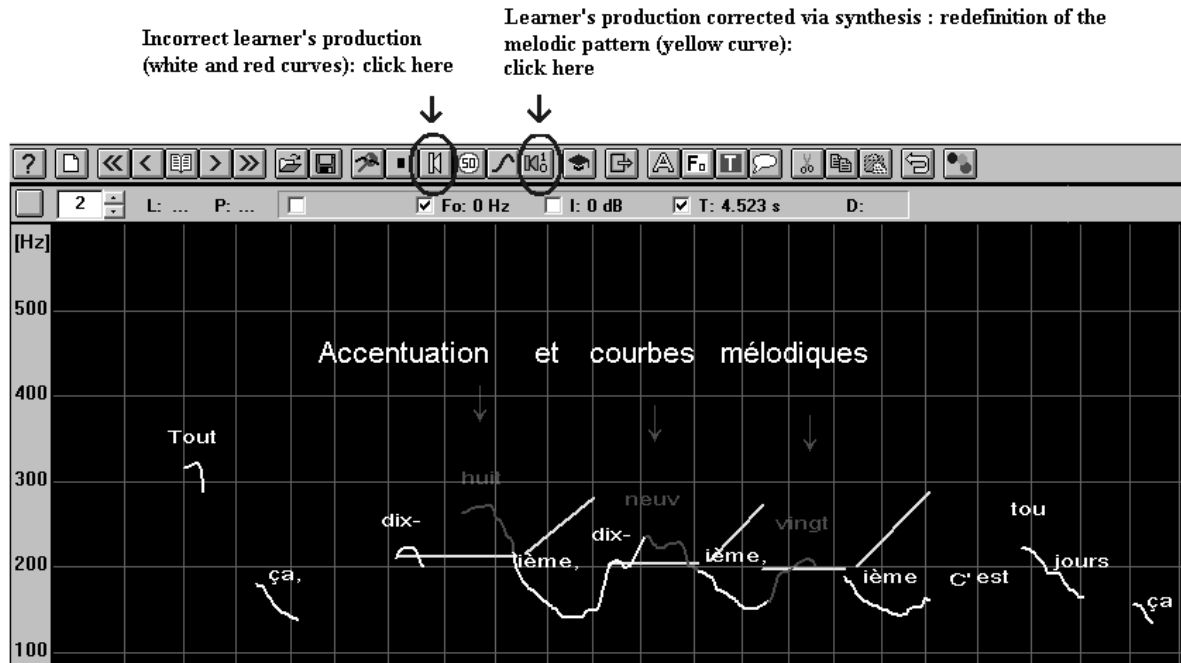 Incorrect learner's production
(white and red curves): click here
Learner's production corrected via synthesis : redefinition of the
melodic pattern (yellow curve):
click here
? SD A Fo T
2 L: ... P: ... Fo: 0 Hz I: 0 dB T: 4.523 s D:
[Hz]
500
400
300
200
100
Accentuation et courbes mélodiques
Tout
ça,
dix-
huit
ième,
dix-
neuv
ième,
vingt
ième
C'est
tou
jours
ça